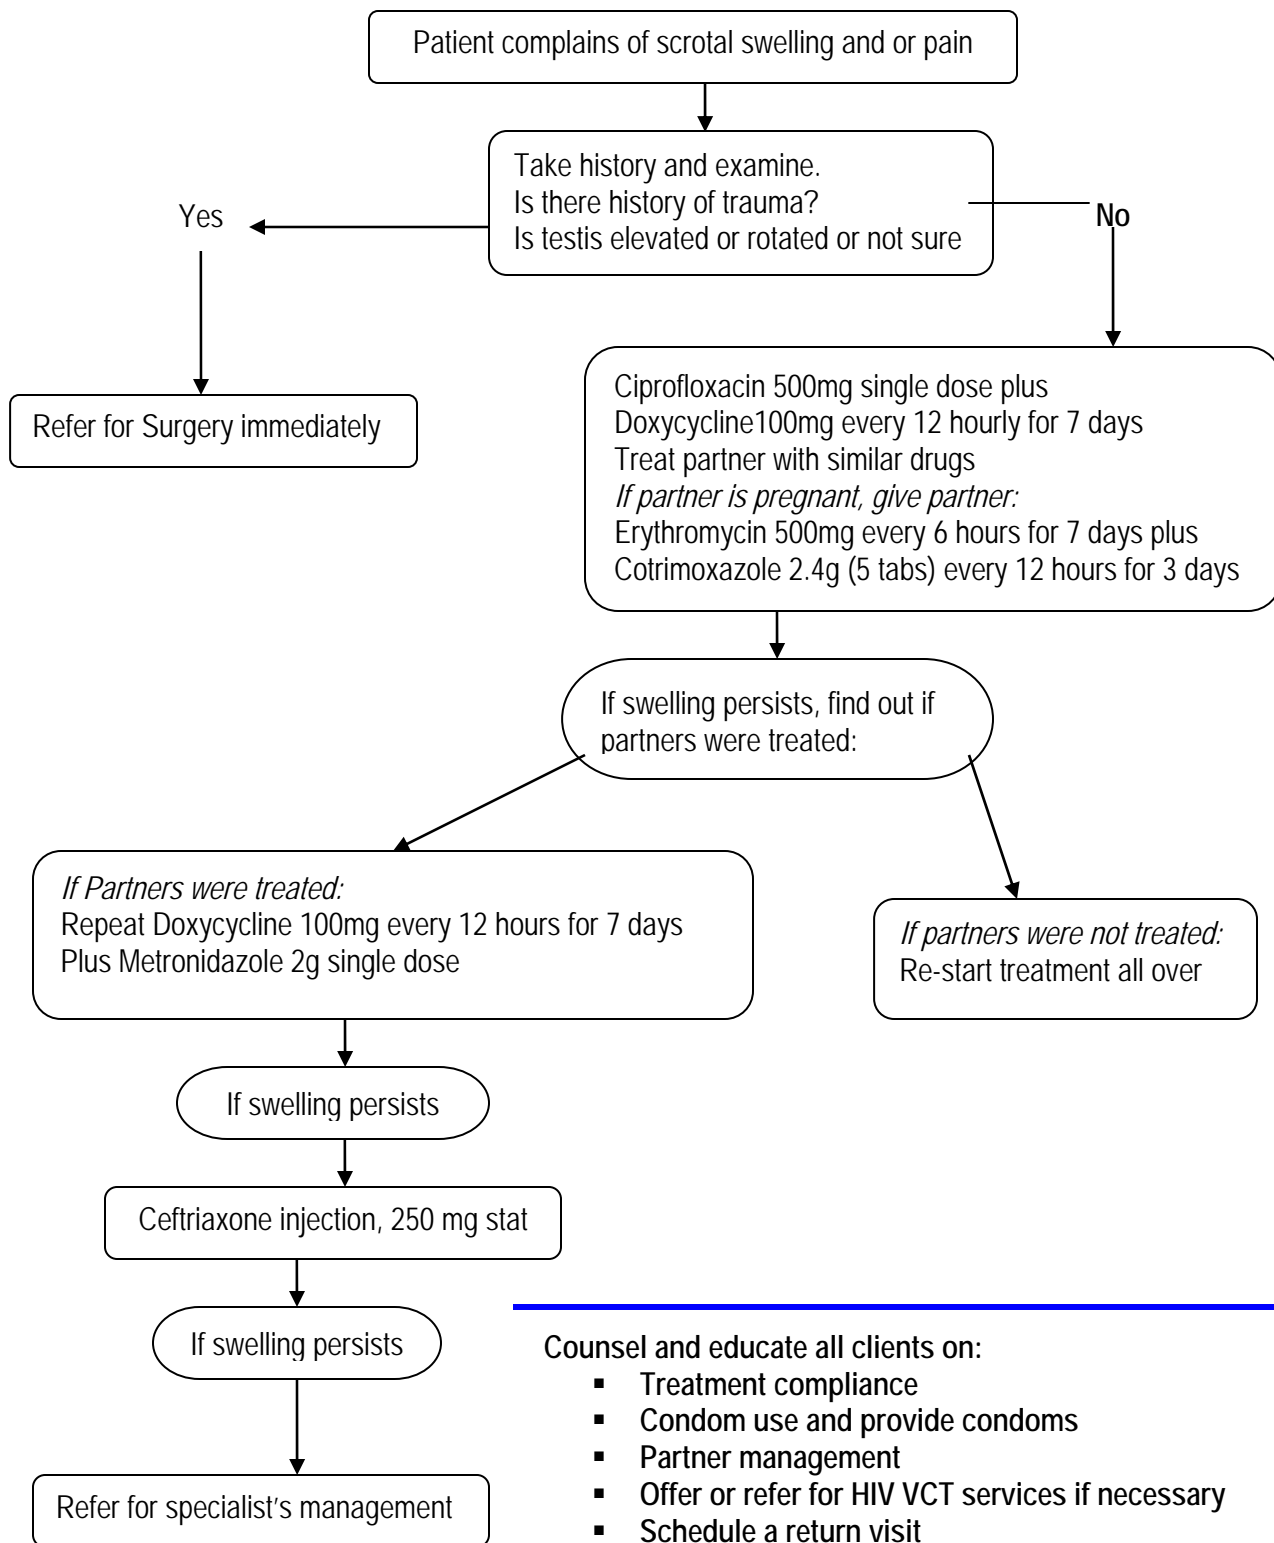 Patient complains of scrotal swelling and or pain
Take history and examine.
Is there history of trauma?
Is testis elevated or rotated or not sure
Yes
No
Refer for Surgery immediately
Ciprofloxacin 500mg single dose plus
Doxycycline100mg every 12 hourly for 7 days
Treat partner with similar drugs
If partner is pregnant, give partner:
Erythromycin 500mg every 6 hours for 7 days plus
Cotrimoxazole 2.4g (5 tabs) every 12 hours for 3 days
If swelling persists, find out if
partners were treated:
If Partners were treated:
Repeat Doxycycline 100mg every 12 hours for 7 days
Plus Metronidazole 2g single dose
If partners were not treated:
Re-start treatment all over
If swelling persists
Ceftriaxone injection, 250 mg stat
If swelling persists
Refer for specialist's management
Counsel and educate all clients on:
▪ Treatment compliance
▪ Condom use and provide condoms
▪ Partner management
▪ Offer or refer for HIV VCT services if necessary
▪ Schedule a return visit